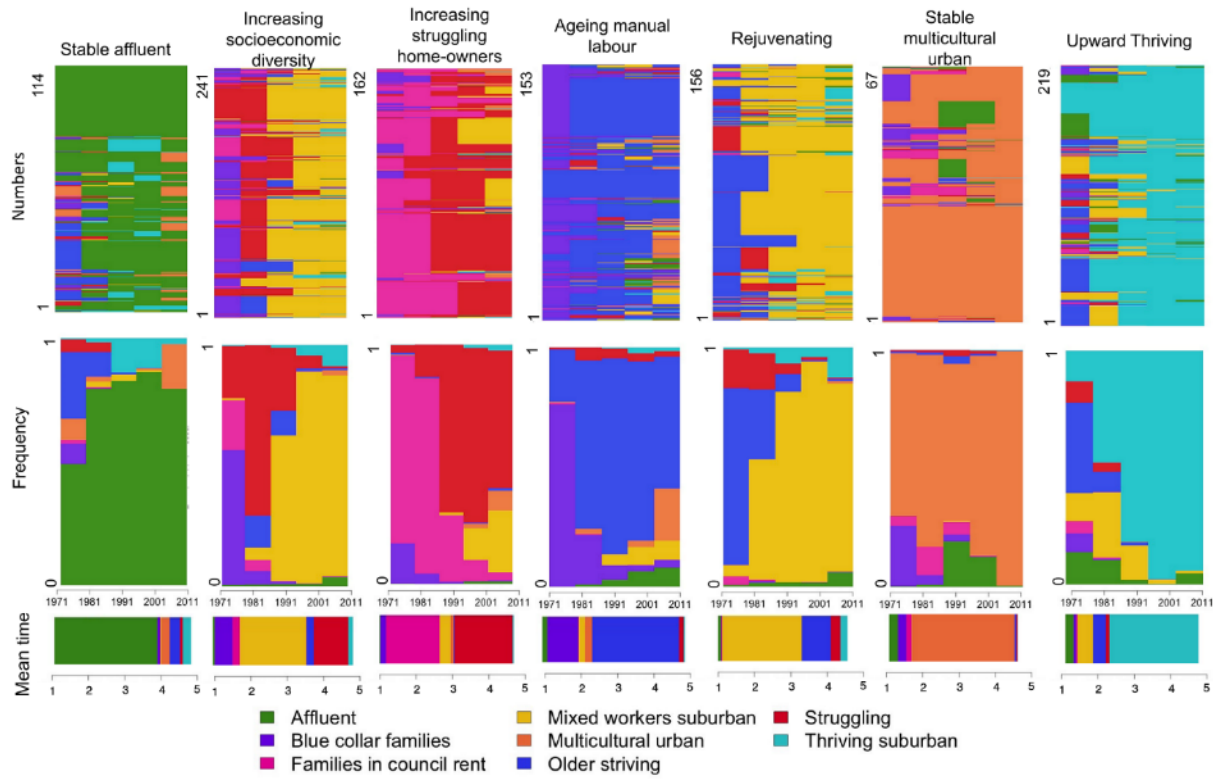 Stable affluent
Increasing
socioeconomic
diversity
Increasing
struggling
home-owners
Ageing manual
labour
Rejuvenating
Stable
multicultural
urban
Upward Thriving
Numbers
114
1
241
1
162
1
153
1
156
1
67
1
219
1
Frequency
1
0
1
0
1
0
1
0
1
0
1
0
1
0
1971 1981 1991 2001 2011
1971 1981 1991 2001 2011
1971 1981 1991 2001 2011
1971 1981 1991 2001 2011
1971 1981 1991 2001 2011
1971 1981 1991 2001 2011
1971 1981 1991 2001 2011
Mean time
1 2 3 4 5
1 2 3 4 5
1 2 3 4 5
1 2 3 4 5
1 2 3 4 5
1 2 3 4 5
1 2 3 4 5
Affluent
Blue collar families
Families in council rent
Mixed workers suburban
Multicultural urban
Older striving
Struggling
Thriving suburban